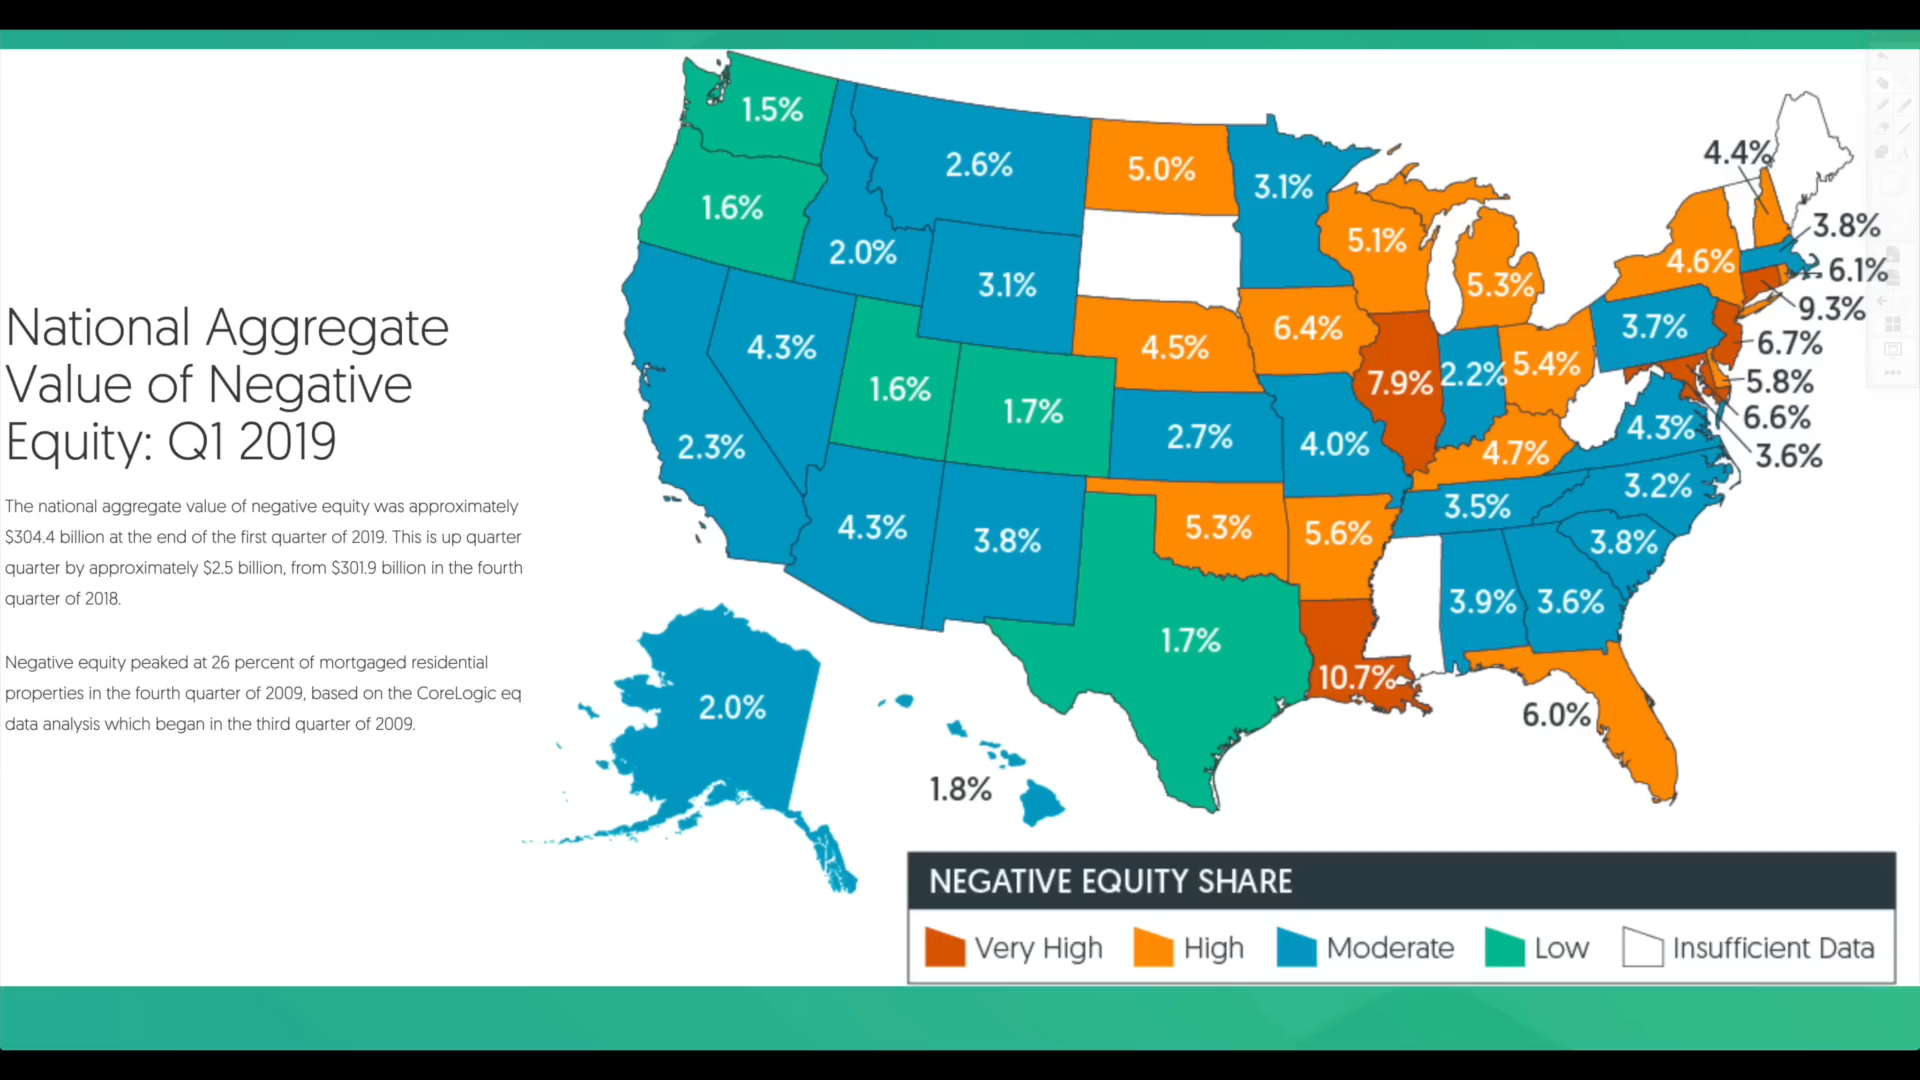 National Aggregate
Value of Negative
Equity: Q1 2019
The national aggregate value of negative equity was approximately
$304.4 billion at the end of the first quarter of 2019. This is up quarter
quarter by approximately $2.5 billion, from $301.9 billion in the fourth
quarter of 2018.
Negative equity peaked at 26 percent of mortgaged residential
properties in the fourth quarter of 2009, based on the CoreLogic eq
data analysis which began in the third quarter of 2009.
1.5%
2.6%
5.0%
3.1%
4.4%
1.6%
2.0%
3.1%
5.1%
5.3%
4.6%
3.8%
6.1%
9.3%
4.3%
4.5%
6.4%
3.7%
6.7%
1.6%
1.7%
7.9%
2.2%
5.4%
5.8%
6.6%
2.3%
2.7%
4.0%
4.7%
4.3%
3.6%
4.3%
3.8%
5.3%
5.6%
3.5%
3.2%
3.8%
1.7%
3.9%
3.6%
10.7%
2.0%
6.0%
1.8%
NEGATIVE EQUITY SHARE
Very High
High
Moderate
Low
Insufficient Data